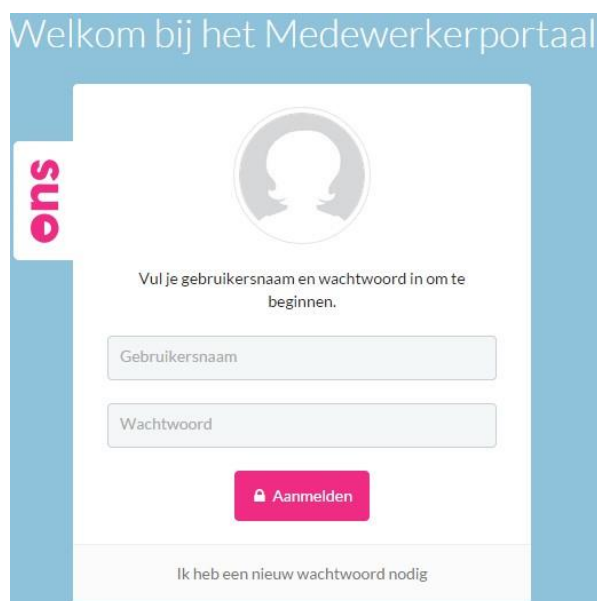 Welkom bij het Medewerkerportaal
ons
Vul je gebruikersnaam en wachtwoord in om te
beginnen.
Gebruikersnaam
Wachtwoord
Aanmelden
Ik heb een nieuw wachtwoord nodig